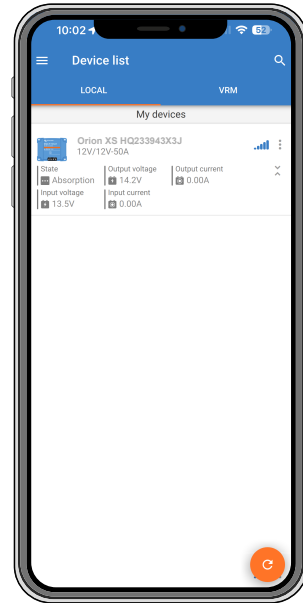 10:02 52
Device list
LOCAL VRM
My devices
Orion XS HQ233943X3J
12V/12V-50A
State Output voltage Output current
Absorption 14.2V 0.00A
Input voltage Input current
13.5V 0.00A